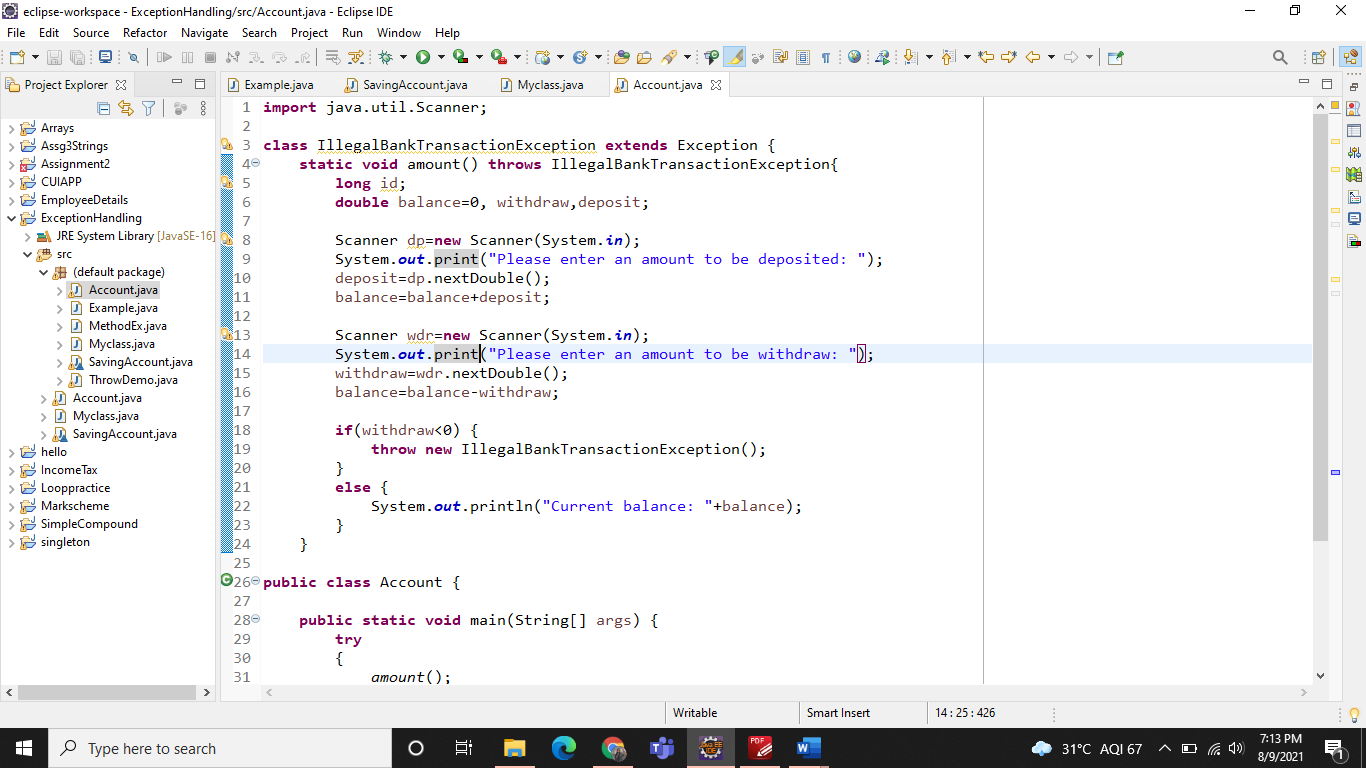 eclipse-workspace - ExceptionHandling/src/Account.java - Eclipse IDE
File Edit Source Refactor Navigate Search Project Run Window Help
Project Explorer
Example.java SavingAccount.java Myclass.java Account.java
Arrays
Assg3Strings
Assignment2
CUIAPP
EmployeeDetails
ExceptionHandling
JRE System Library [JavaSE-16]
src
(default package)
Account.java
Example.java
MethodEx.java
Myclass.java
SavingAccount.java
ThrowDemo.java
Account.java
Myclass.java
SavingAccount.java
hello
IncomeTax
Looppractice
Markscheme
SimpleCompound
singleton
1 import java.util.Scanner;
2
3 class IllegalBankTransactionException extends Exception {
4 static void amount() throws IllegalBankTransactionException{
5 long id;
6 double balance=0, withdraw,deposit;
7
8 Scanner dp=new Scanner(System.in);
9 System.out.print("Please enter an amount to be deposited: ");
10 deposit=dp.nextDouble();
11 balance=balance+deposit;
12
13 Scanner wdr=new Scanner(System.in);
14 System.out.print("Please enter an amount to be withdraw: ");
15 withdraw=wdr.nextDouble();
16 balance=balance-withdraw;
17
18 if(withdraw<0) {
19 throw new IllegalBankTransactionException();
20 }
21 else {
22 System.out.println("Current balance: "+balance);
23 }
24 }
25
26 public class Account {
27
28 public static void main(String[] args) {
29 try
30 {
31 amount();
Writable Smart Insert 14 : 25 : 426
Type here to search
31°C AQI 67
7:13 PM
8/9/2021